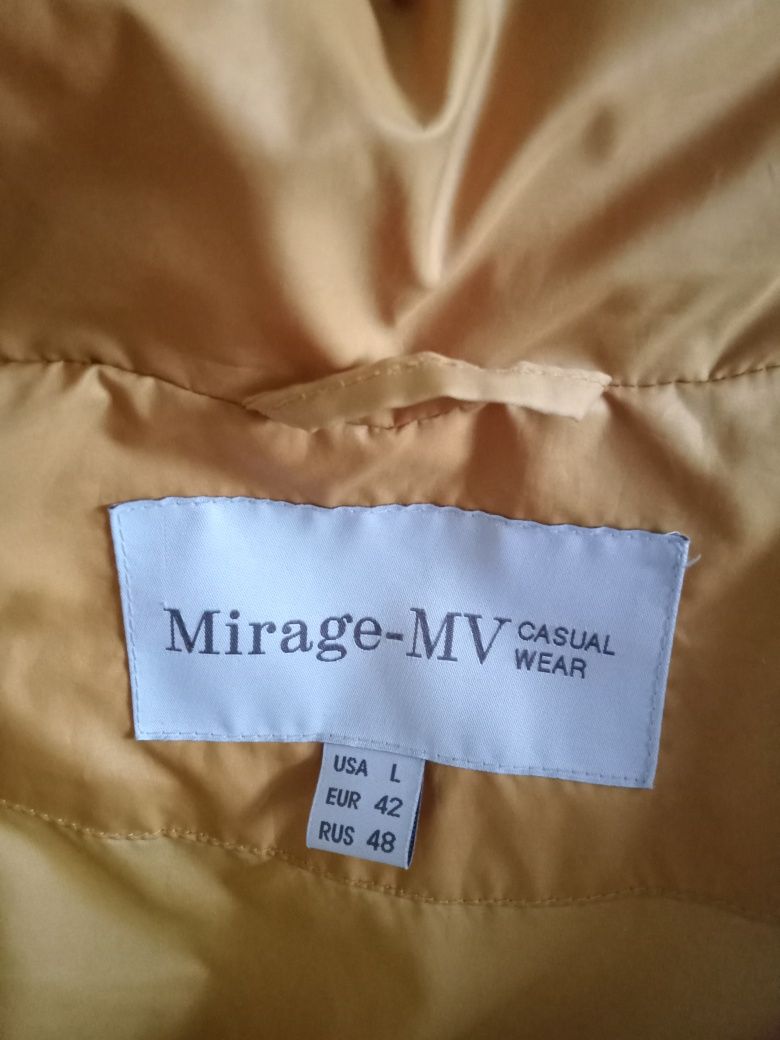 Mirage-MV CASUAL
WEAR
USA L
EUR 42
RUS 48